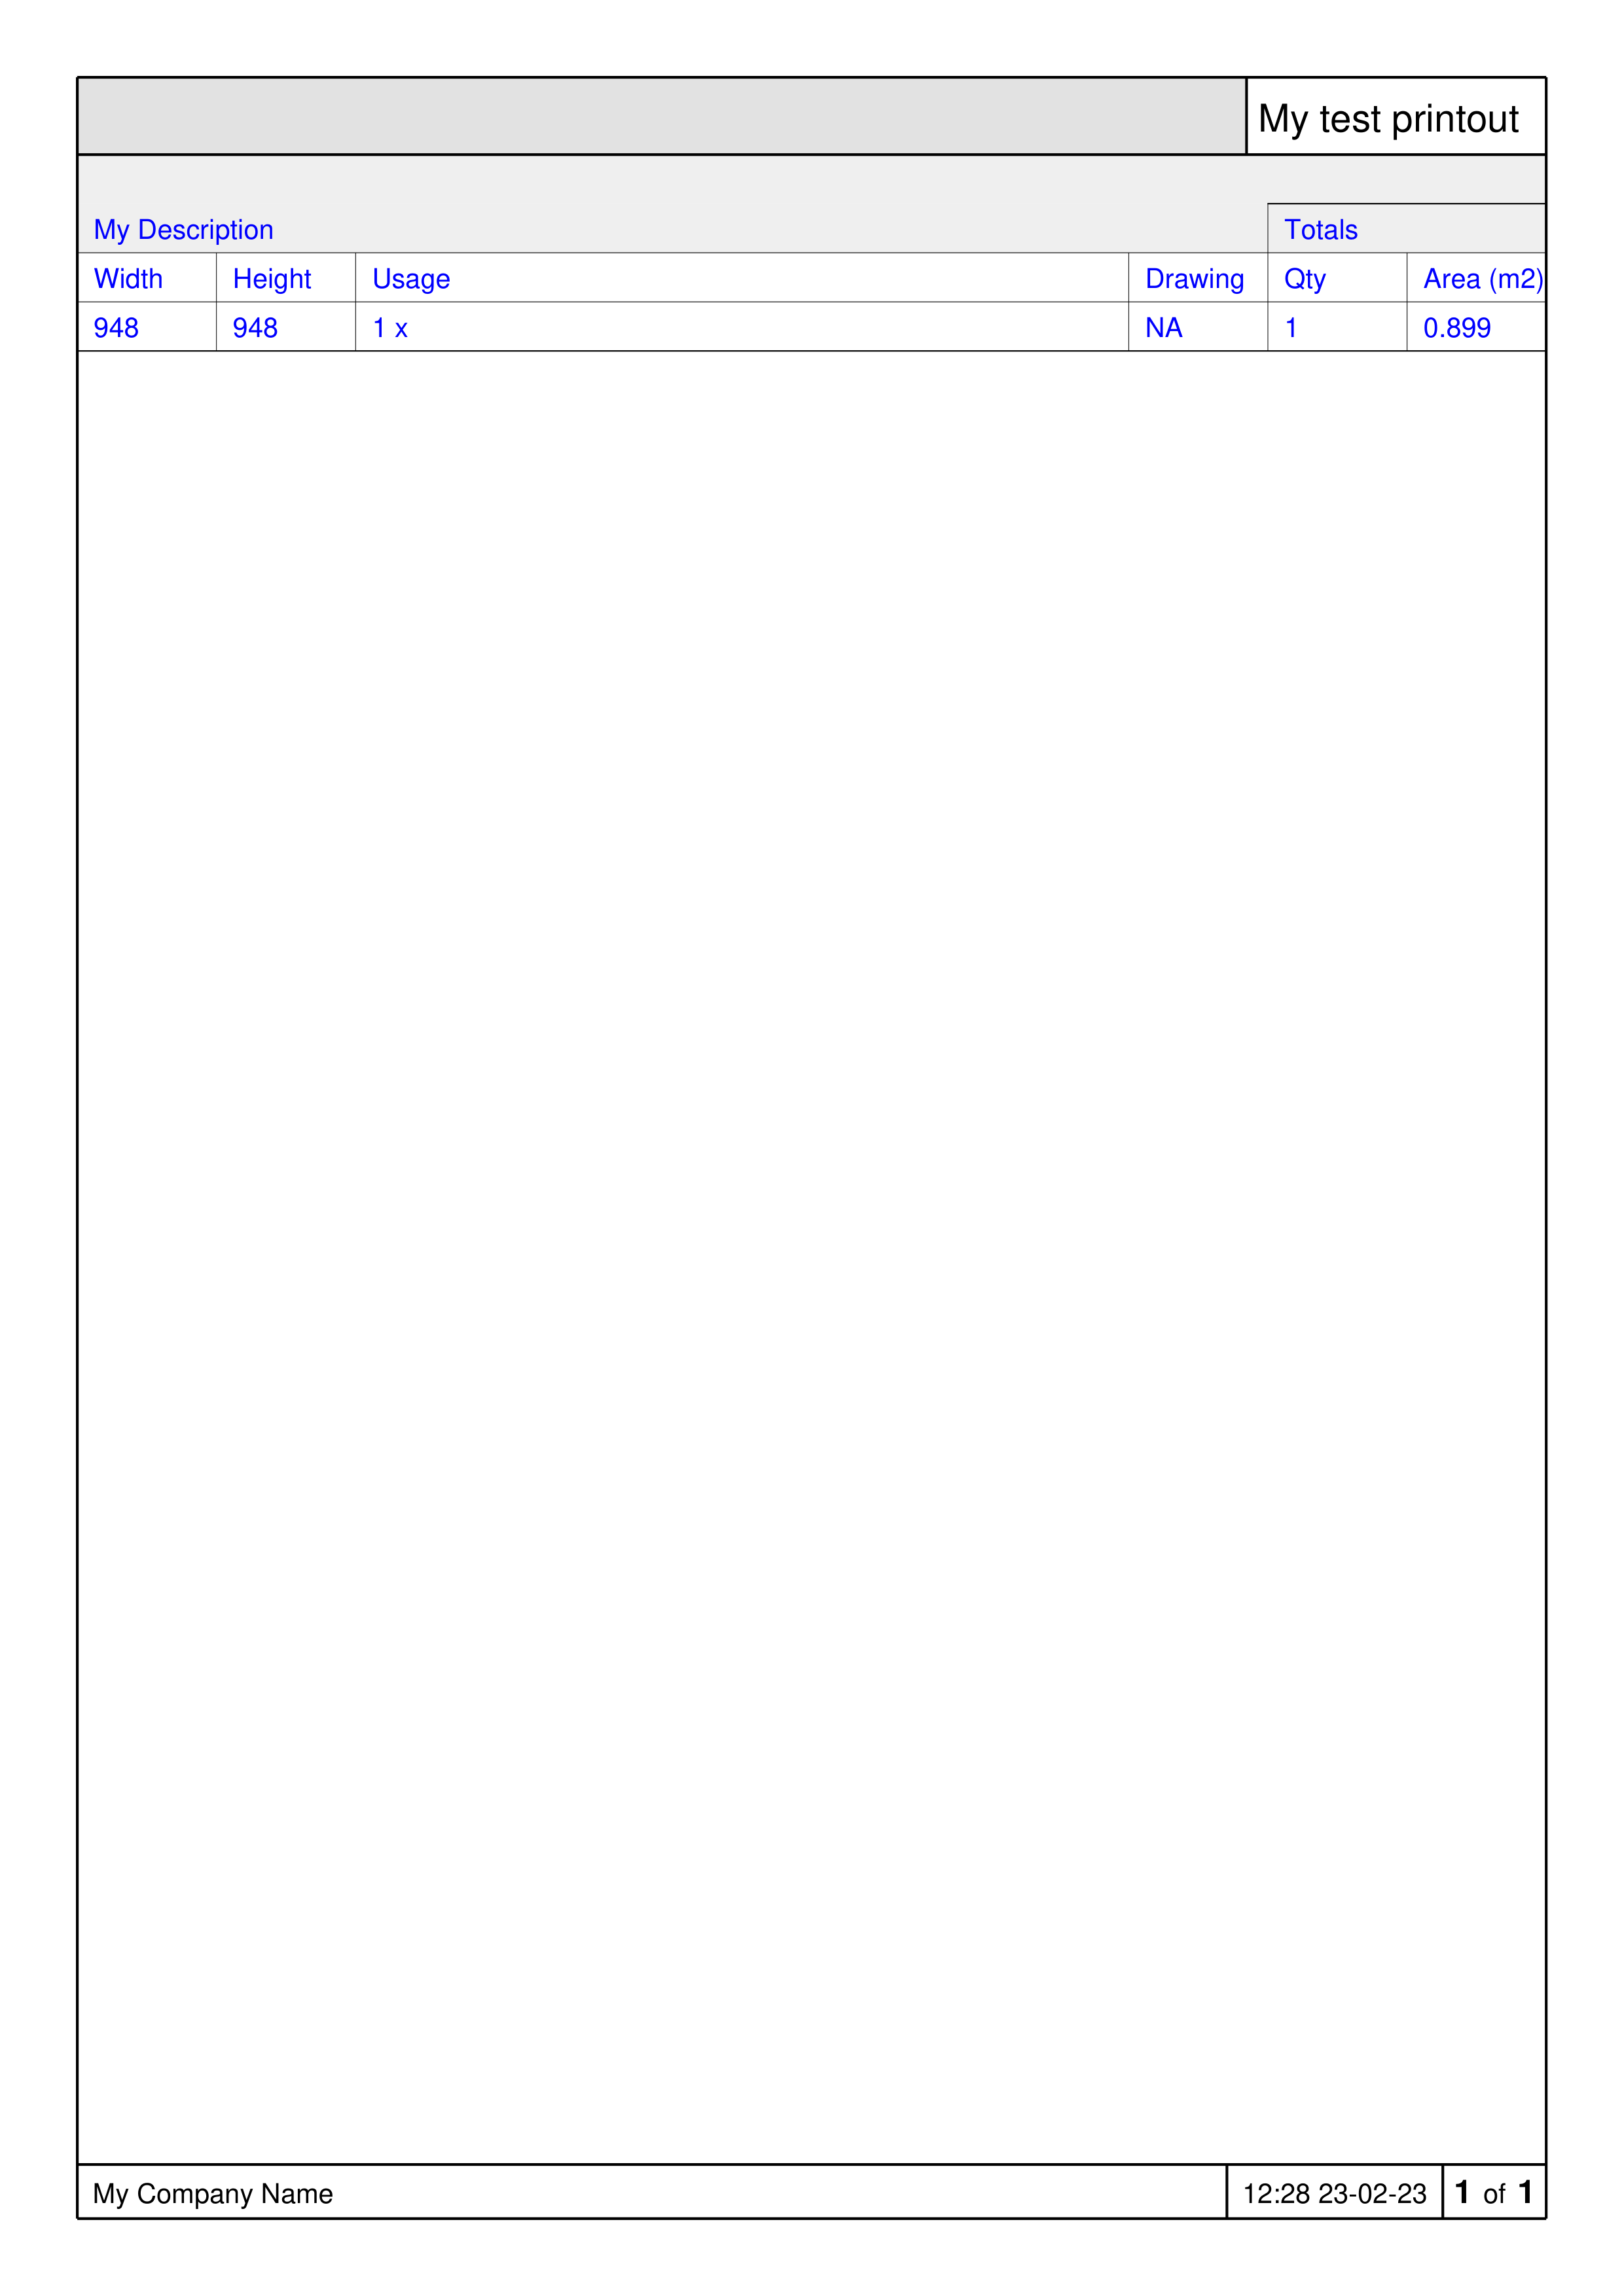 My test printout
My Description Totals
Width Height Usage Drawing Qty Area (m2)
948 948 1 x NA 1 0.899
My Company Name 12:28 23-02-23 1 of 1